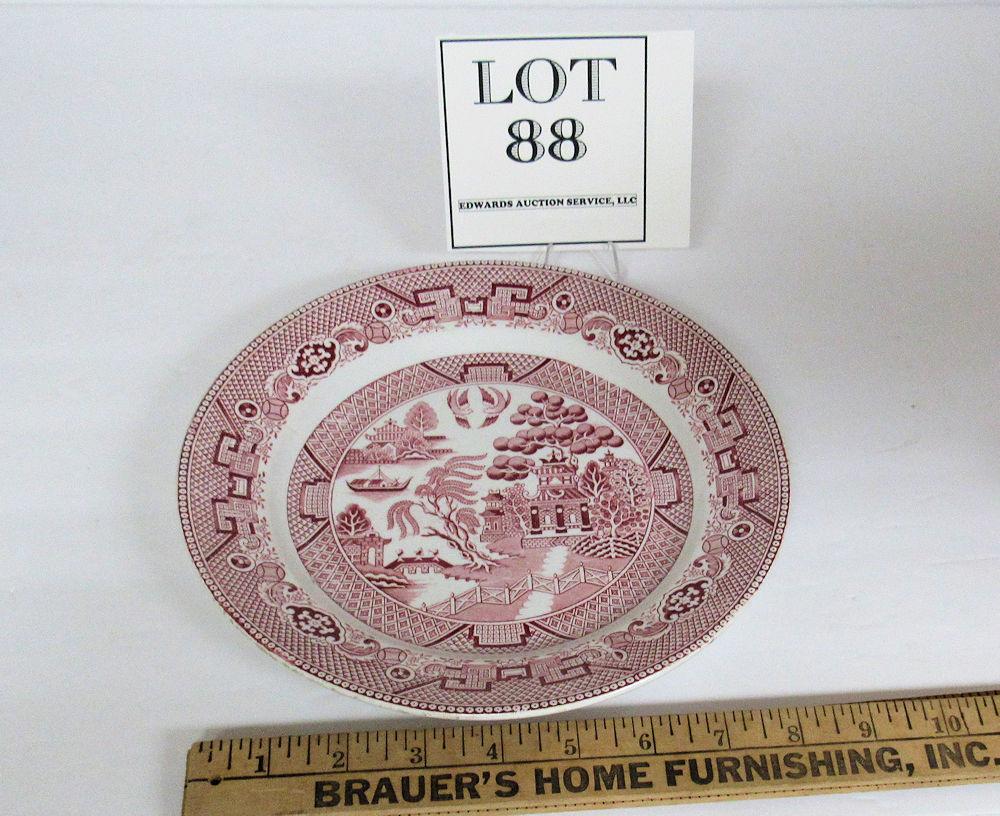 LOT
88
EDWARDS AUCTION SERVICE, LLC
1 2 3 4 5 6 7 8 9 10
BRAUER'S HOME FURNISHING, INC.